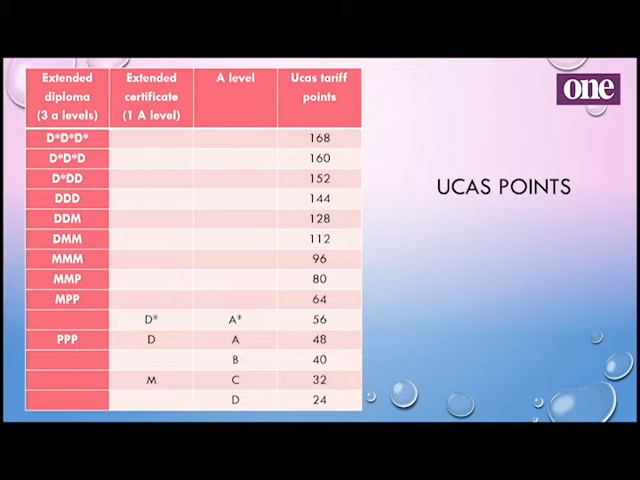 Extended diploma (3 a levels) Extended certificate (1 A level) A level Ucas tariff points
D*D*D* 168
D*D*D 160
D*DD 152
DDD 144
DDM 128
DMM 112
MMM 96
MMP 80
MPP 64
D* A* 56
PPP D A 48
B 40
M C 32
D 24
one
UCAS POINTS